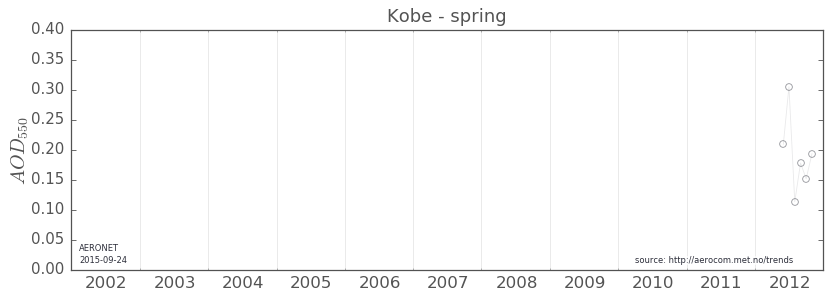 Kobe - spring
0.40
0.35
0.30
0.25
0.20
0.15
0.10
0.05
0.00
AOD550
AERONET
2015-09-24
source: http://aerocom.met.no/trends
2002 2003 2004 2005 2006 2007 2008 2009 2010 2011 2012